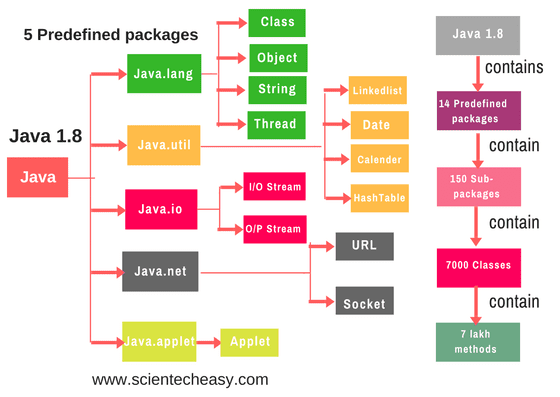 5 Predefined packages
Java 1.8
Java
Java.lang
Class
Object
String
Thread
Java.util
Linkedlist
Date
Calender
HashTable
Java.io
I/O Stream
O/P Stream
Java.net
URL
Socket
Java.applet
Applet
www.scientecheasy.com
Java 1.8
contains
14 Predefined
packages
contain
150 Sub-
packages
contain
7000 Classes
contain
7 lakh
methods